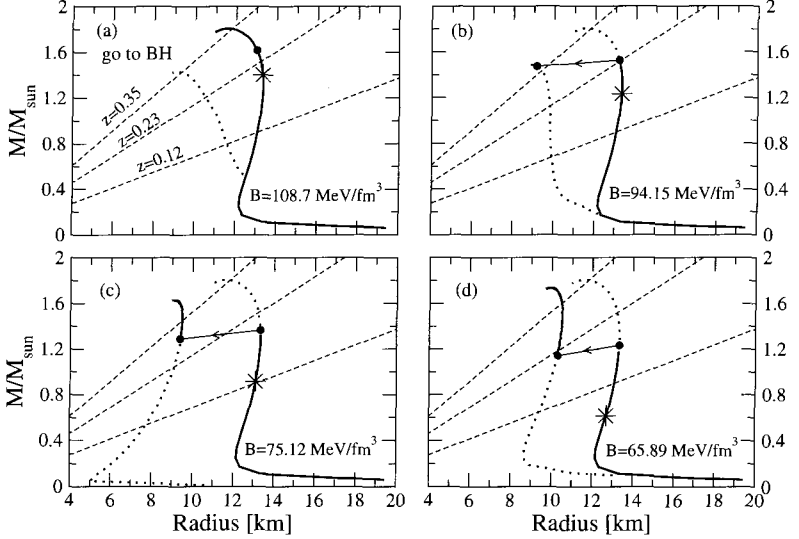 2
(a)
(b)
2
1.6
go to BH
1.6
M/M_sun
1.2
z=0.35
1.2
0.8
z=0.23
0.8
z=0.12
0.4
B=108.7 MeV/fm³
B=94.15 MeV/fm³
0.4
0
0
2
(c)
(d)
2
1.6
1.6
M/M_sun
1.2
1.2
0.8
0.8
0.4
B=75.12 MeV/fm³
B=65.89 MeV/fm³
0.4
0
0
4 6 8 10 12 14 16 18 20
4 6 8 10 12 14 16 18 20
Radius [km]
Radius [km]